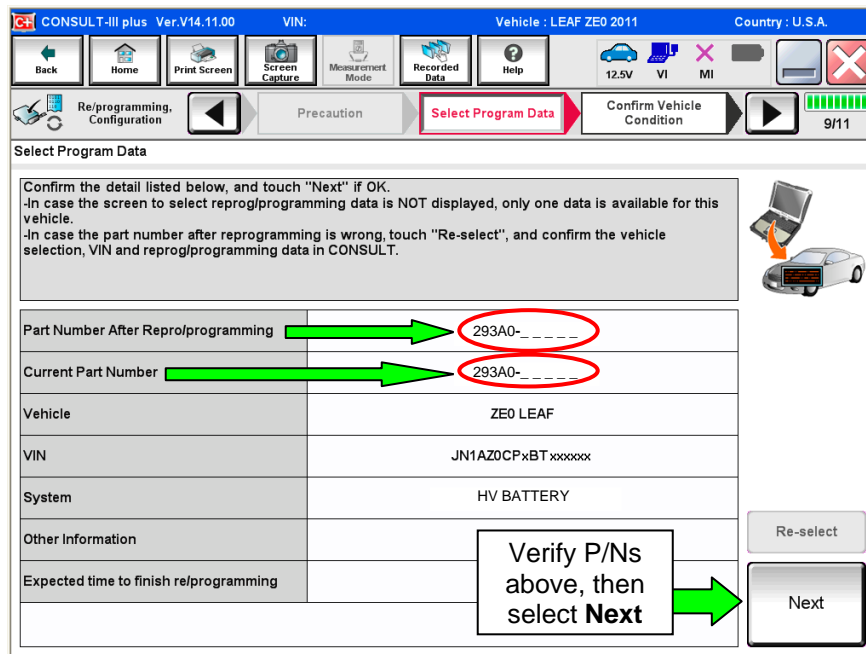 CONSULT-III plus Ver.V14.11.00 VIN: Vehicle : LEAF ZE0 2011 Country : U.S.A.
Back
Home
Print Screen
Screen
Capture
Measurement
Mode
Recorded
Data
Help
12.5V
VI
MI
Re/programming,
Configuration
Precaution
Select Program Data
Confirm Vehicle
Condition
9/11
Select Program Data
Confirm the detail listed below, and touch "Next" if OK.
-In case the screen to select reprog/programming data is NOT displayed, only one data is available for this
vehicle.
-In case the part number after reprogramming is wrong, touch "Re-select", and confirm the vehicle
selection, VIN and reprog/programming data in CONSULT.
Part Number After Repro/programming 293A0-_ _ _ _ _
Current Part Number 293A0-_ _ _ _ _
Vehicle ZE0 LEAF
VIN JN1AZ0CPxBTxxxxxx
System HV BATTERY
Other Information
Expected time to finish re/programming
Verify P/Ns
above, then
select Next
Re-select
Next